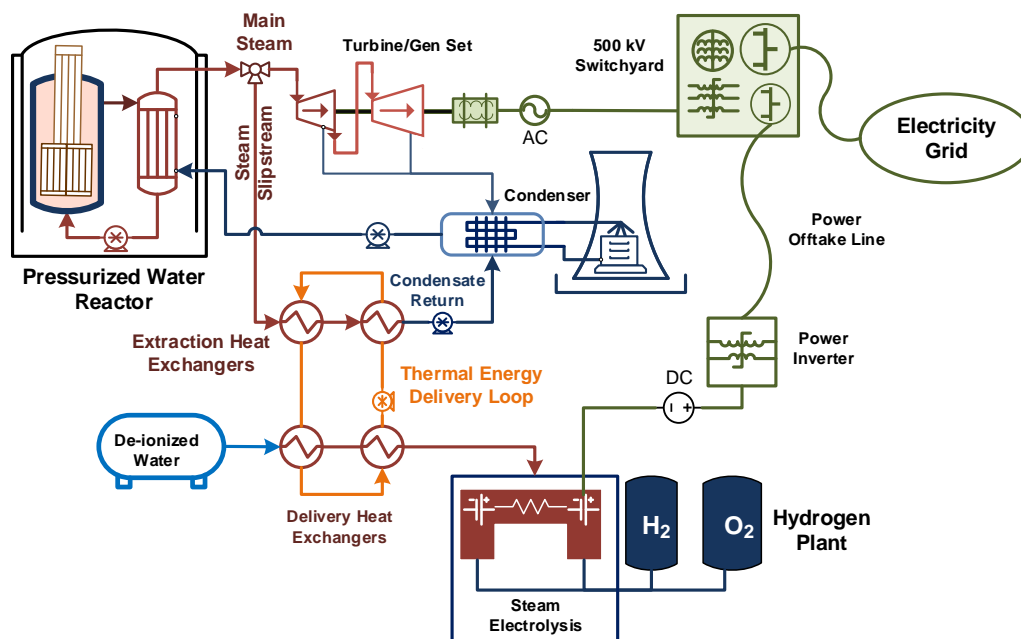 Main
Steam
Turbine/Gen Set
500 kV
Switchyard
AC
Electricity
Grid
Steam
Slipstream
Condenser
Power
Offtake Line
Pressurized Water
Reactor
Condensate
Return
Extraction Heat
Exchangers
Power
Inverter
Thermal Energy
Delivery Loop
DC
- +
De-ionized
Water
Delivery Heat
Exchangers
- +
- +
H2
O2
Hydrogen
Plant
Steam
Electrolysis